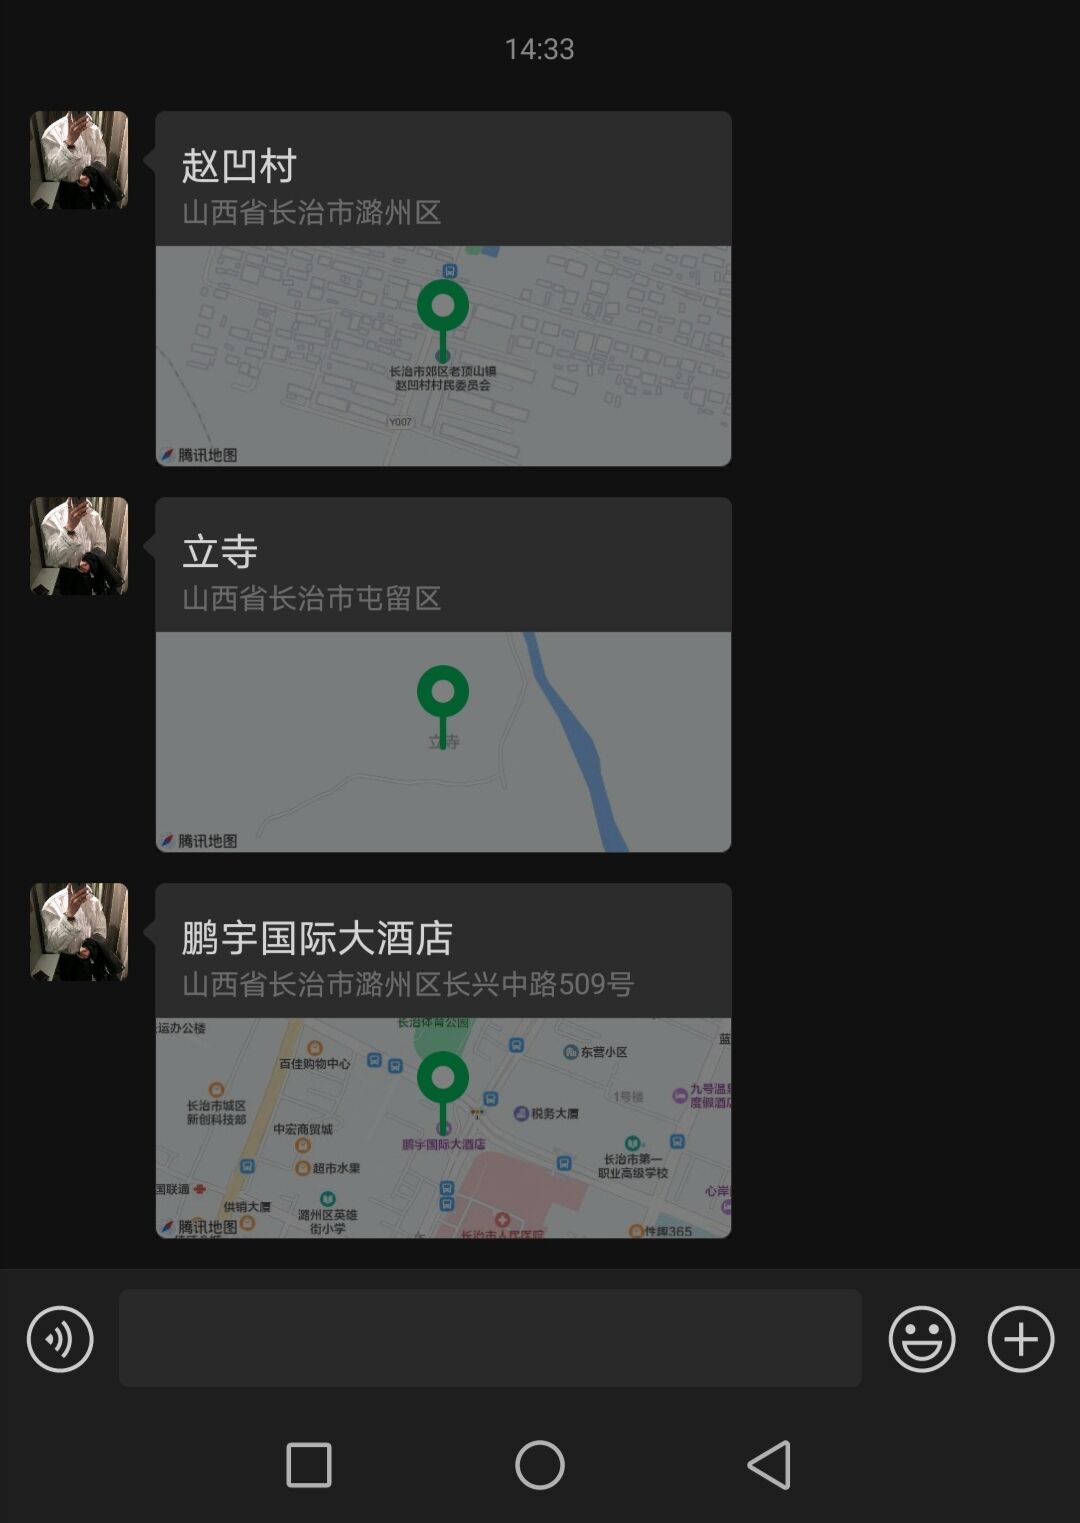 14:33
赵凹村
山西省长治市潞州区
长治市郊区老顶山镇
赵凹村村民委员会
Y007
腾讯地图
立寺
山西省长治市屯留区
立寺
腾讯地图
鹏宇国际大酒店
山西省长治市潞州区长兴中路509号
长治体育公园
运办公楼
蓝
东营小区
百佳购物中心
九号温泉
度假酒店
1号楼
长治市城区
新创科技部
税务大厦
中宏商贸城
鹏宇国际大酒店
长治市第一
职业高级学校
超市水果
国联通
心岸
供销大厦
潞州区英雄
街小学
腾讯地图
长治市人民医院
性趣365